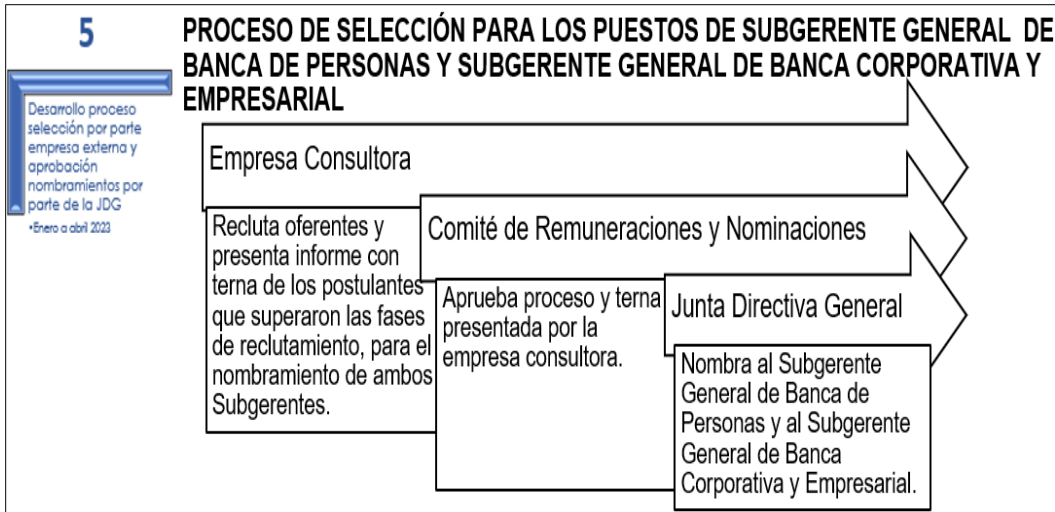 5
PROCESO DE SELECCIÓN PARA LOS PUESTOS DE SUBGERENTE GENERAL DE
BANCA DE PERSONAS Y SUBGERENTE GENERAL DE BANCA CORPORATIVA Y
EMPRESARIAL
Desarrollo proceso
selección por parte
empresa externa y
aprobación
nombramientos por
parte de la JDG
•Enero a abril 2023
Empresa Consultora
Recluta oferentes y
presenta informe con
terna de los postulantes
que superaron las fases
de reclutamiento, para el
nombramiento de ambos
Subgerentes.
Comité de Remuneraciones y Nominaciones
Aprueba proceso y terna
presentada por la
empresa consultora.
Junta Directiva General
Nombra al Subgerente
General de Banca de
Personas y al Subgerente
General de Banca
Corporativa y Empresarial.